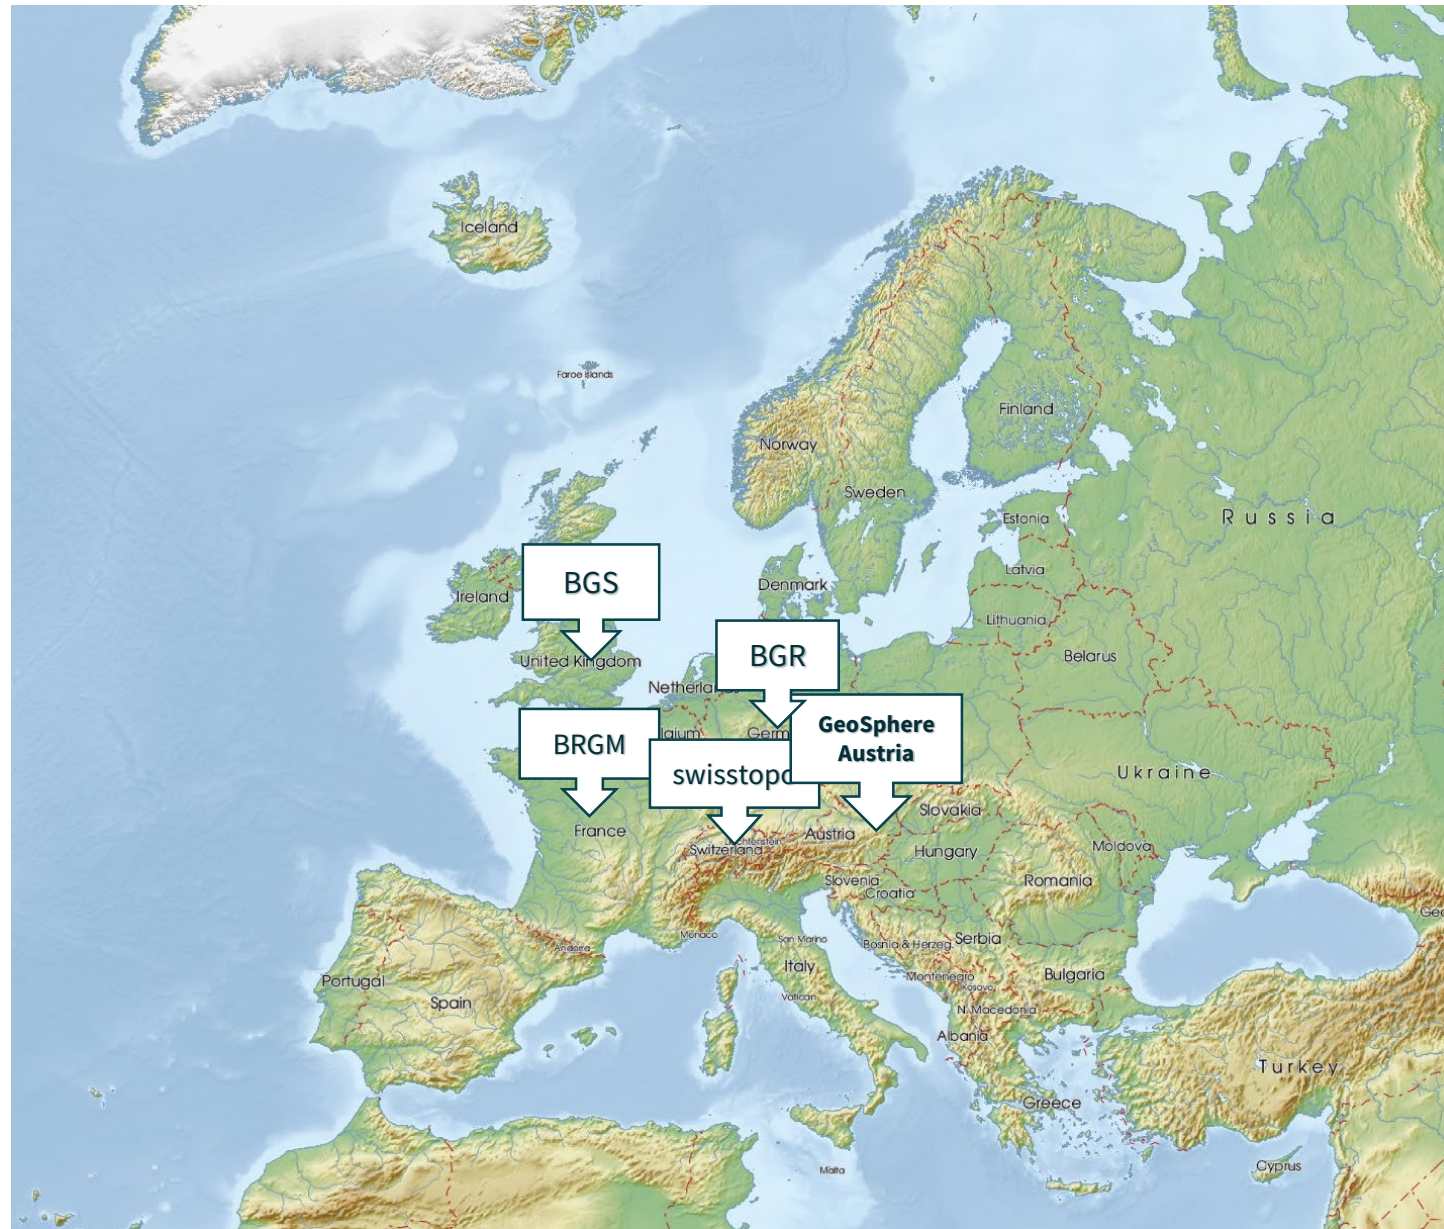 Iceland
Faroe Islands
Finland
Norway
Sweden
Estonia
Russia
Latvia
BGS
Denmark
Ireland
Lithuania
BGR
Belarus
United Kingdom
GeoSphere
Austria
BRGM
swisstopo
Ukraine
Slovakia
France
Austria
Switzerland
Hungary
Moldova
Slovenia
Romania
Croatia
Monaco
San Marino
Bosnia & Herzeg.
Serbia
Andorra
Italy
Montenegro
Bulgaria
Portugal
Kosovo
Vatican
Spain
N. Macedonia
Albania
Turkey
Greece
Cyprus
Malta